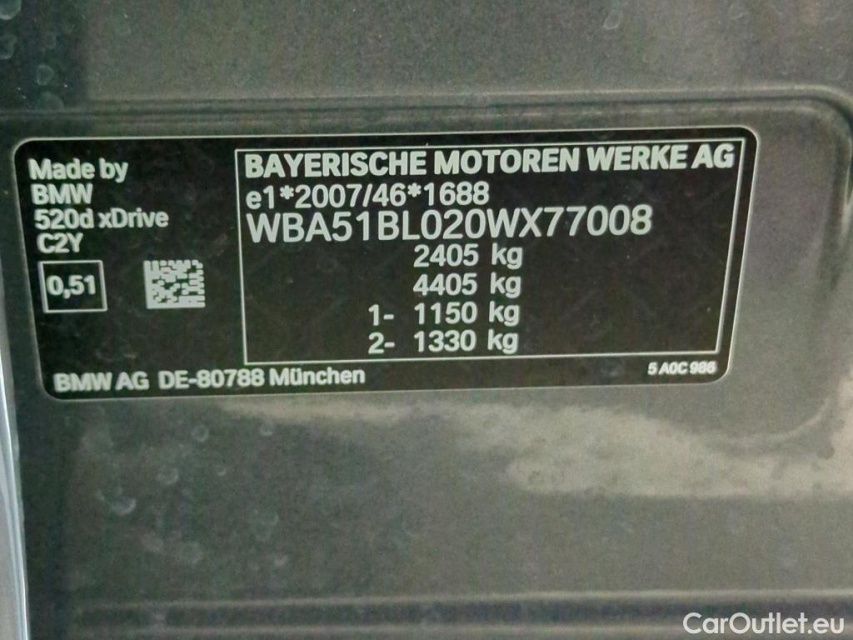 Made by
BMW
520d xDrive
C2Y
0,51
BAYERISCHE MOTOREN WERKE AG
e1*2007/46*1688
WBA51BL020WX77008
2405 kg
4405 kg
1- 1150 kg
2- 1330 kg
BMW AG DE-80788 München
5 A0C 986
CarOutlet.eu